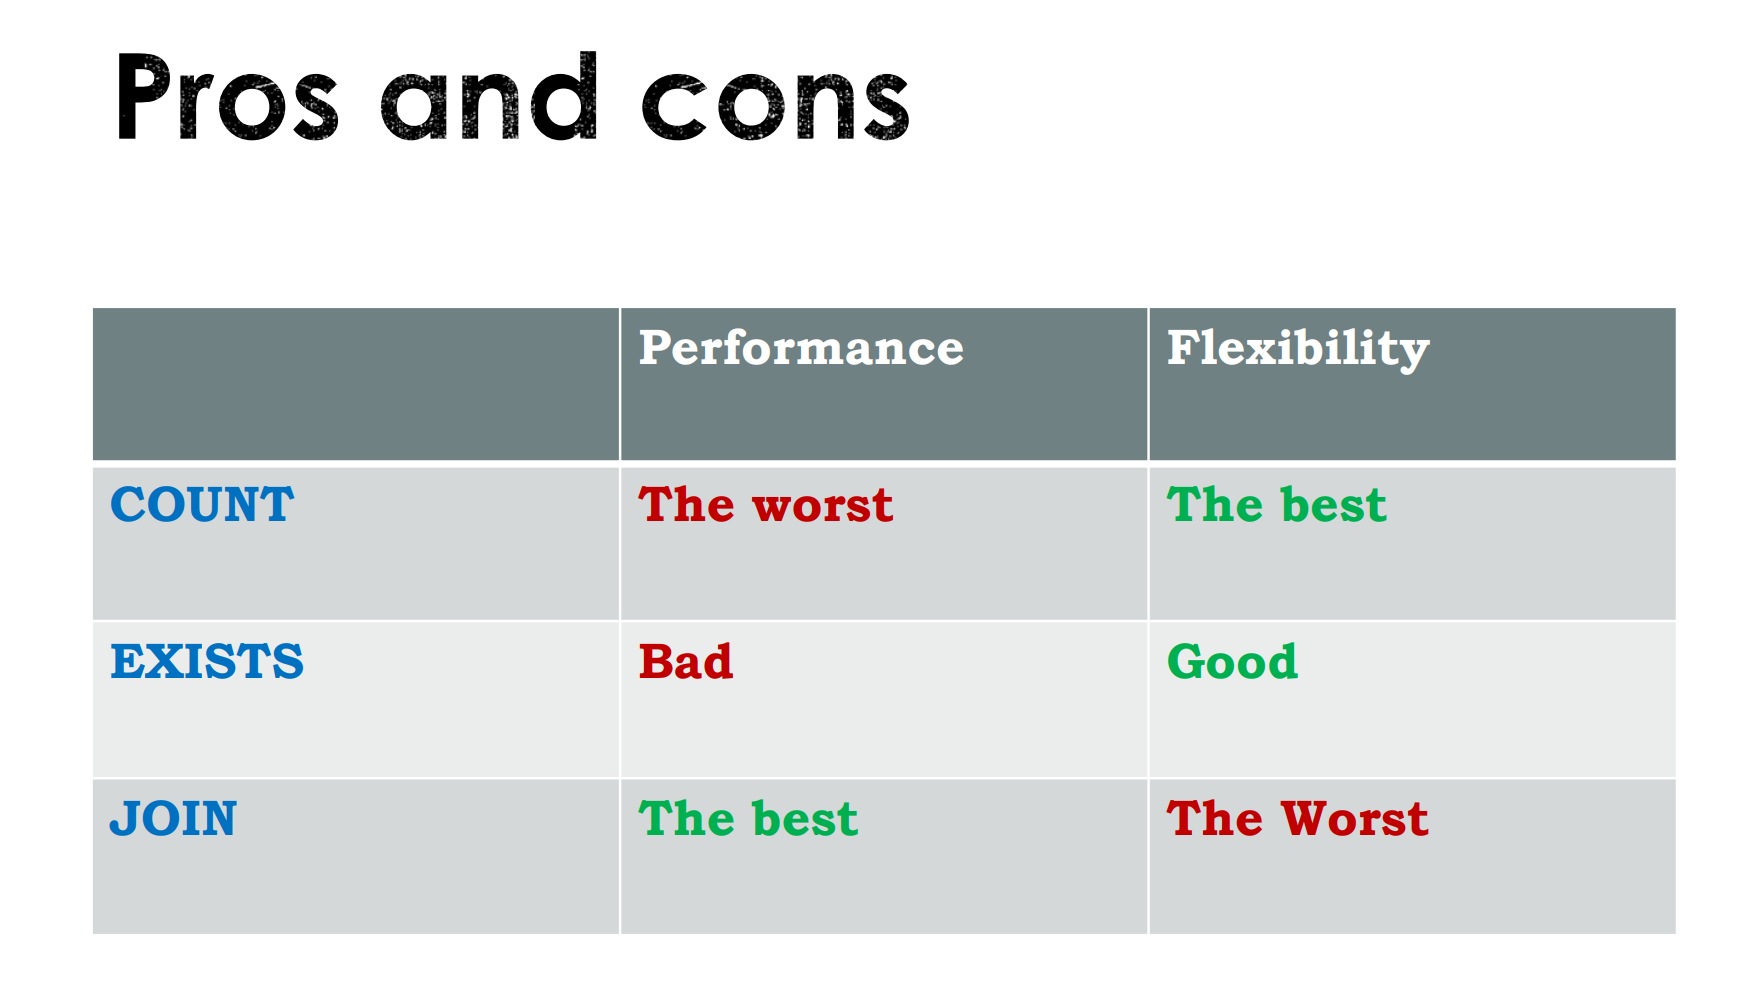 Pros and cons
Performance Flexibility
COUNT The worst The best
EXISTS Bad Good
JOIN The best The Worst